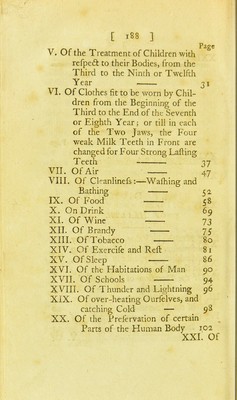 [ 188 ]
Page
V. Of the Treatment of Children with
reſpect to their Bodies, from the
Third to the Ninth or Twelfth
Year —— 31
VI. Of Clothes fit to be worn by Chil-
dren from the Beginning of the
Third to the End of the Seventh
or Eighth Year; or till in each
of the Two Jaws, the Four
weak Milk Teeth in Front are
changed for Four Strong Laſting
Teeth —— 37
VII. Of Air —— 47
VIII. Of Cleanlineſs:—Waſhing and
Bathing —— 52
IX. Of Food —— 58
X. On Drink —— 69
XI. Of Wine —— 73
XII. Of Brandy —— 75
XIII. Of Tobacco —— 80
XIV. Of Exerciſe and Reſt 81
XV. Of Sleep —— 86
XVI. Of the Habitations of Man 90
XVII. Of Schools —— 94
XVIII. Of Thunder and Lightning 96
XIX. Of over-heating Ourſelves, and
catching Cold — 98
XX. Of the Preſervation of certain
Parts of the Human Body 102
XXI. Of